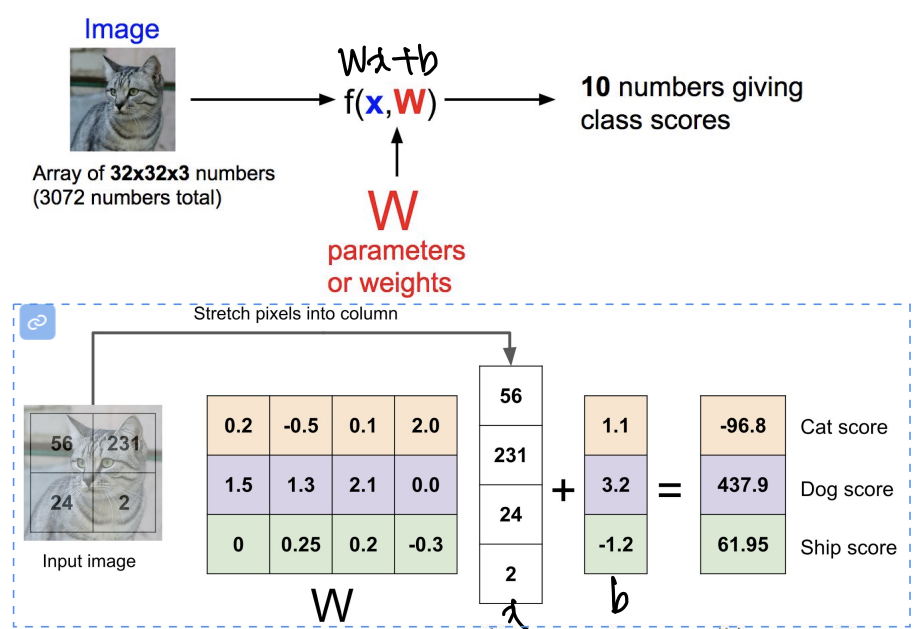 Image
Wx+b
f(x,W)
10 numbers giving
class scores
Array of 32x32x3 numbers
(3072 numbers total)
W
parameters
or weights
Stretch pixels into column
56 231
24 2
Input image
0.2 -0.5 0.1 2.0
1.5 1.3 2.1 0.0
0 0.25 0.2 -0.3
W
56
231
24
2
x
+
1.1
3.2
-1.2
b
=
-96.8 Cat score
437.9 Dog score
61.95 Ship score